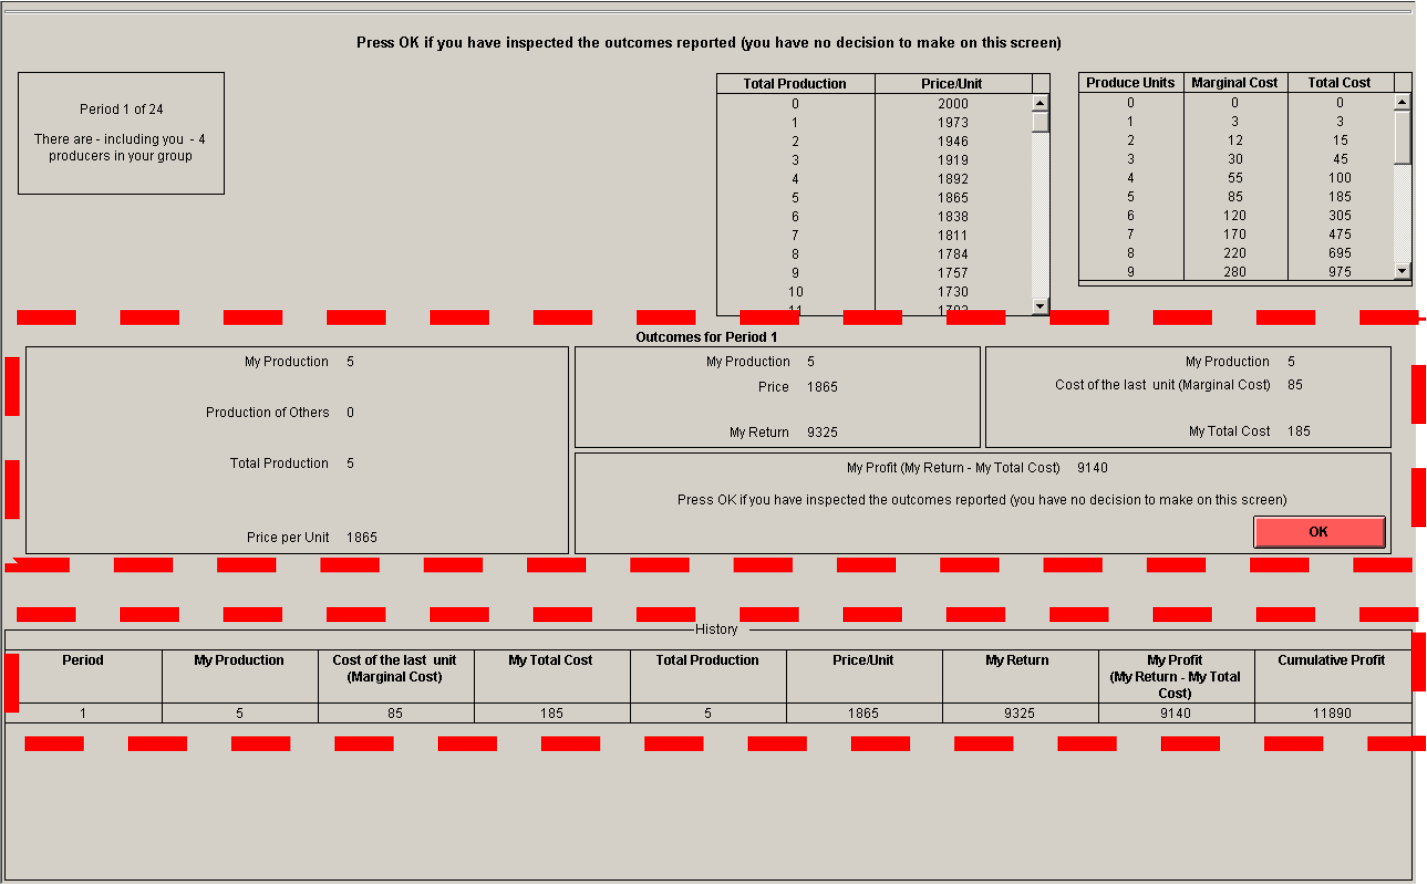 Press OK if you have inspected the outcomes reported (you have no decision to make on this screen)
Period 1 of 24
There are - including you - 4
producers in your group
Total Production Price/Unit
0 2000
1 1973
2 1946
3 1919
4 1892
5 1865
6 1838
7 1811
8 1784
9 1757
10 1730
Produce Units Marginal Cost Total Cost
0 0 0
1 3 3
2 12 15
3 30 45
4 55 100
5 85 185
6 120 305
7 170 475
8 220 695
9 280 975
Outcomes for Period 1
My Production 5
Production of Others 0
Total Production 5
Price per Unit 1865
My Production 5
Price 1865
My Return 9325
My Production 5
Cost of the last unit (Marginal Cost) 85
My Total Cost 185
My Profit (My Return - My Total Cost) 9140
Press OK if you have inspected the outcomes reported (you have no decision to make on this screen)
OK
History
Period My Production Cost of the last unit (Marginal Cost) My Total Cost Total Production Price/Unit My Return My Profit (My Return - My Total Cost) Cumulative Profit
1 5 85 185 5 1865 9325 9140 11890